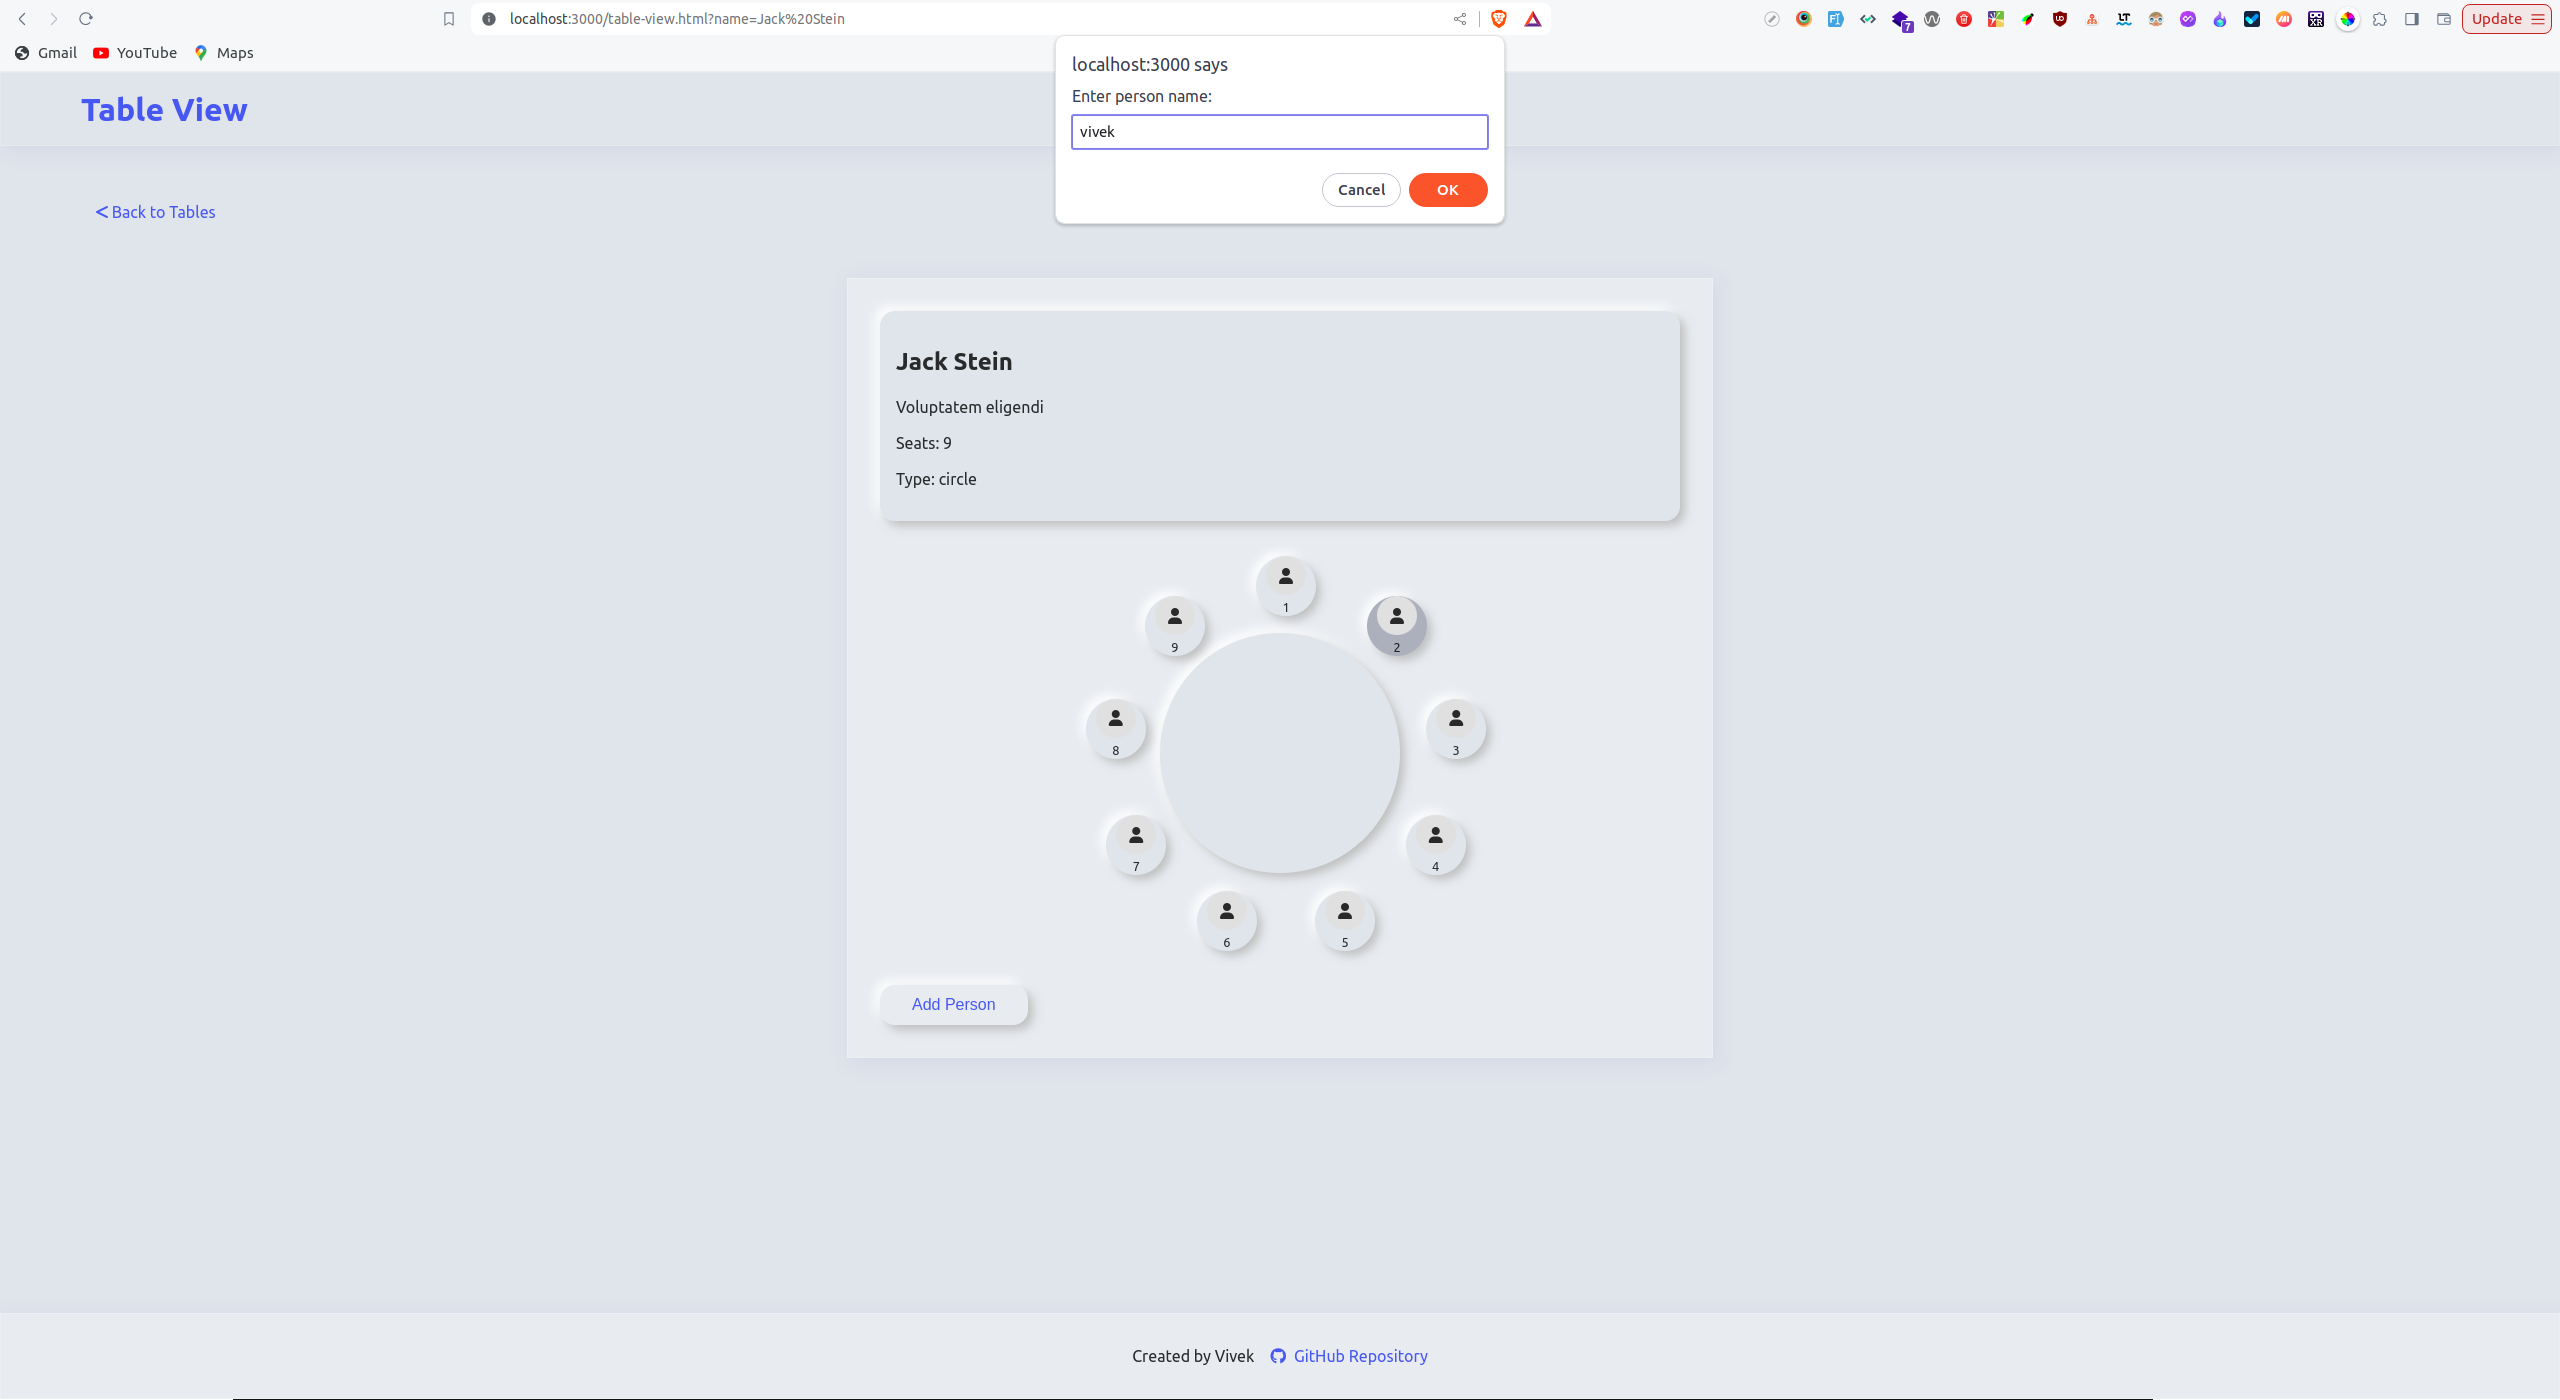 localhost:3000/table-view.html?name=Jack%20Stein
7
Update
Gmail YouTube Maps
localhost:3000 says
Enter person name:
vivek
Cancel OK
Table View
< Back to Tables
Jack Stein
Voluptatem eligendi
Seats: 9
Type: circle
1
9
2
8
3
7
4
6
5
Add Person
Created by Vivek GitHub Repository